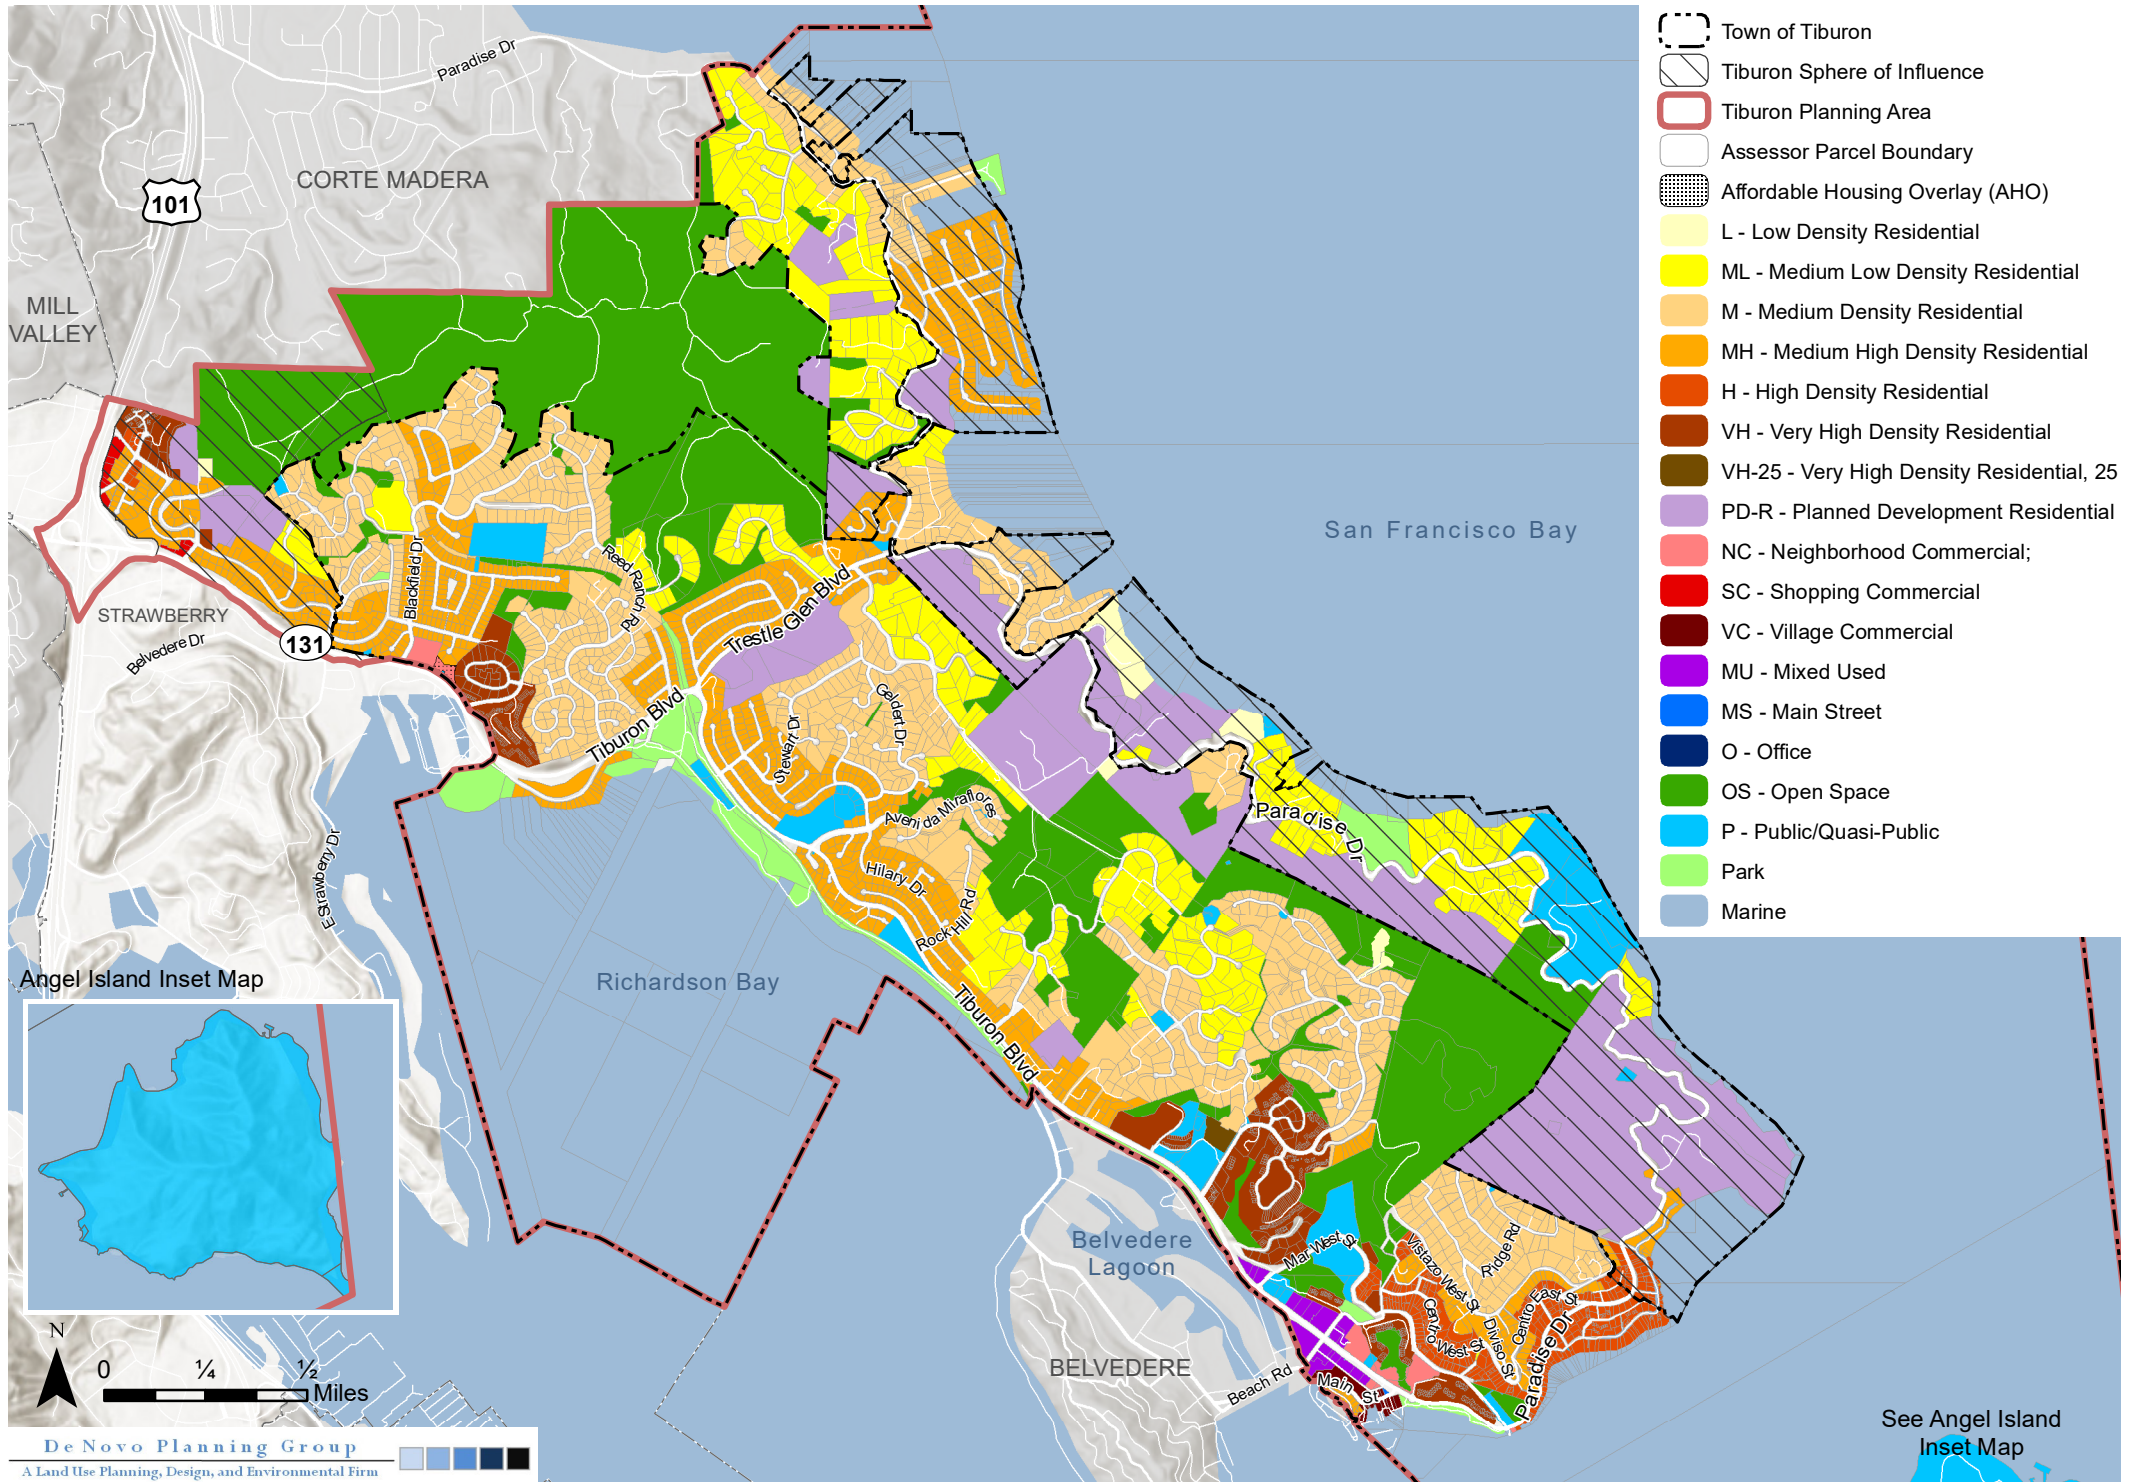 Paradise Dr
CORTE MADERA
101
MILL
VALLEY
STRAWBERRY
Belvedere Dr
131
E Strawberry Dr
Blackfield Dr
Reed Ranch Rd
Trestle Glen Blvd
Tiburon Blvd
Stewart Dr
Geldert Dr
Avenida Miraflores
Hilary Dr
Rock Hill Rd
Tiburon Blvd
Paradise Dr
San Francisco Bay
Richardson Bay
Belvedere
Lagoon
BELVEDERE
Beach Rd
Main St
Mar West St
Vistazo West St
Ridge Rd
Centro East St
Centro West St
Diviso St
Paradise Dr
Town of Tiburon
Tiburon Sphere of Influence
Tiburon Planning Area
Assessor Parcel Boundary
Affordable Housing Overlay (AHO)
L - Low Density Residential
ML - Medium Low Density Residential
M - Medium Density Residential
MH - Medium High Density Residential
H - High Density Residential
VH - Very High Density Residential
VH-25 - Very High Density Residential, 25
PD-R - Planned Development Residential
NC - Neighborhood Commercial;
SC - Shopping Commercial
VC - Village Commercial
MU - Mixed Used
MS - Main Street
O - Office
OS - Open Space
P - Public/Quasi-Public
Park
Marine
Angel Island Inset Map
N
0 ¼ ½
Miles
De Novo Planning Group
A Land Use Planning, Design, and Environmental Firm
See Angel Island
Inset Map